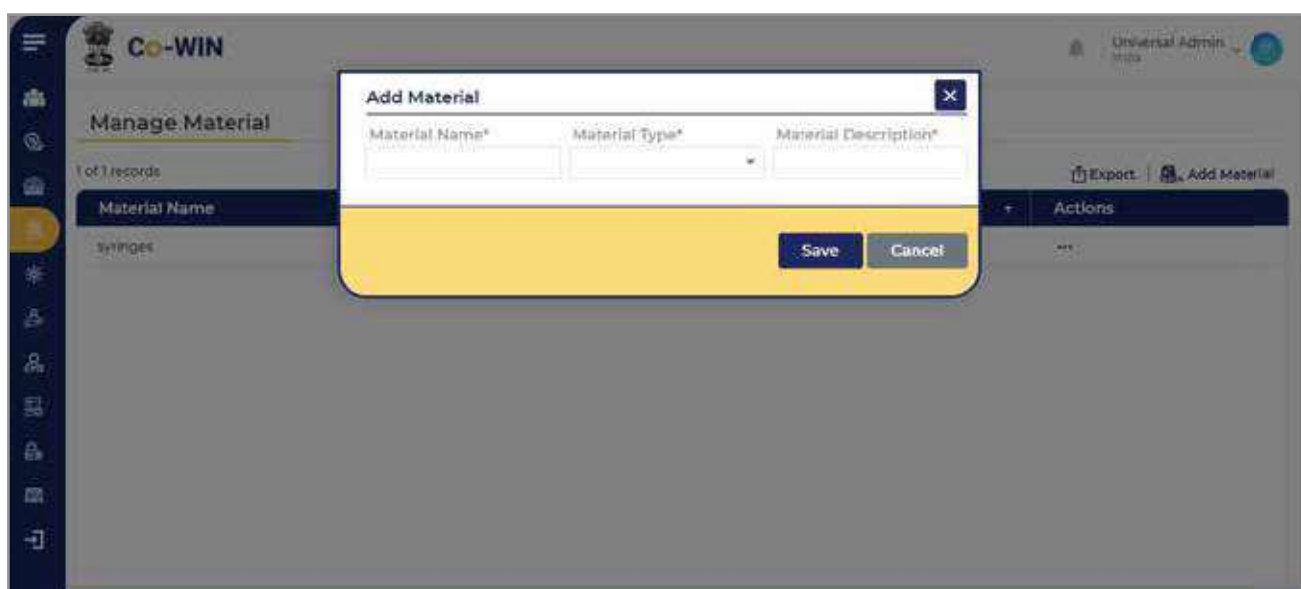 Co-WIN
Universal Admin
India
Add Material
Manage Material
Material Name*
Material Type*
Material Description*
1 of 1 records
Export
Add Material
Material Name
Actions
syringes
Save
Cancel